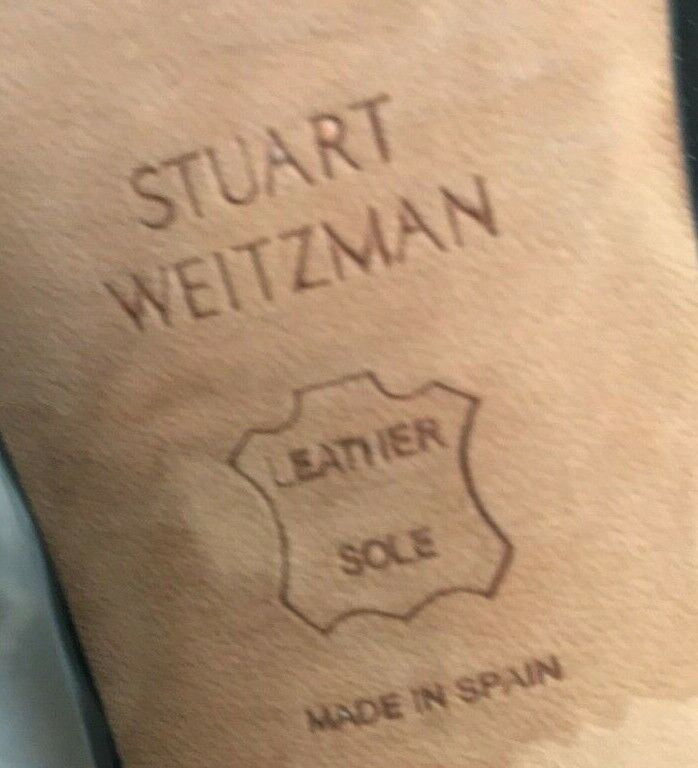 STUART
WEITZMAN
LEATHER
SOLE
MADE IN SPAIN